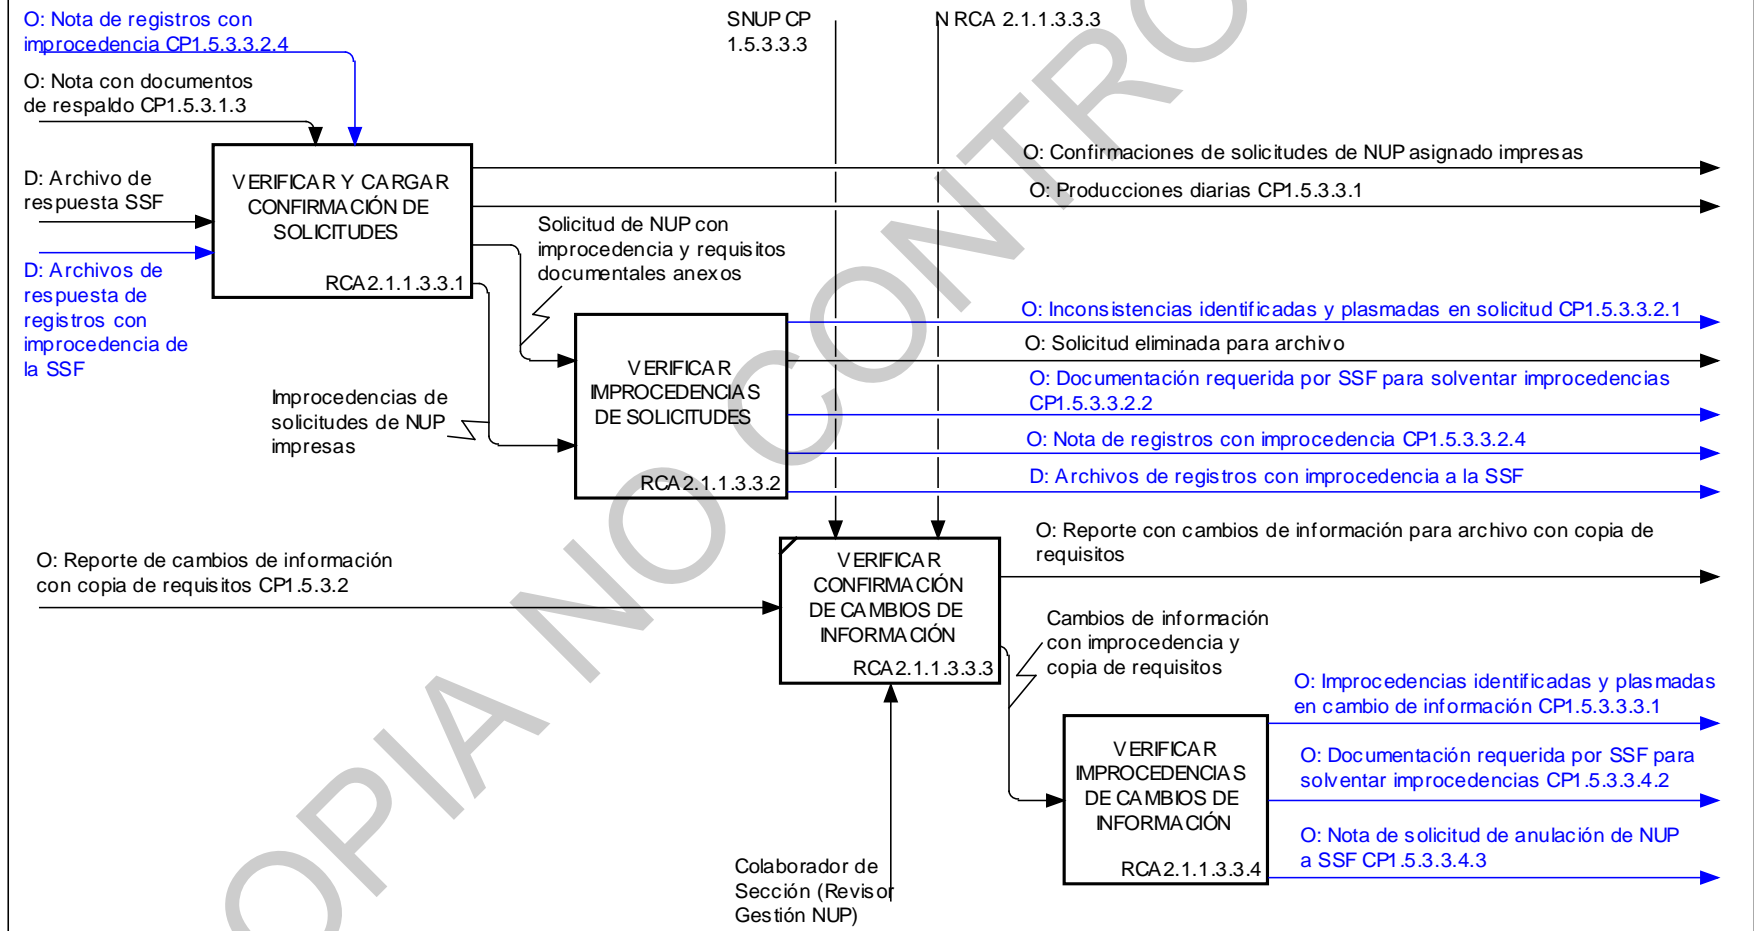 O: Nota de registros con
improcedencia CP1.5.3.3.2.4
O: Nota con documentos
de respaldo CP1.5.3.1.3
SNUP CP
1.5.3.3.3
N RCA 2.1.1.3.3.3
D: Archivo de
respuesta SSF
D: Archivos de
respuesta de
registros con
improcedencia de
la SSF
VERIFICAR Y CARGAR
CONFIRMACIÓN DE
SOLICITUDES
RCA2.1.1.3.3.1
O: Confirmaciones de solicitudes de NUP asignado impresas
O: Producciones diarias CP1.5.3.3.1
Solicitud de NUP con
improcedencia y requisitos
documentales anexos
Improcedencias de
solicitudes de NUP
impresas
VERIFICAR
IMPROCEDENCIAS
DE SOLICITUDES
RCA2.1.1.3.3.2
O: Inconsistencias identificadas y plasmadas en solicitud CP1.5.3.3.2.1
O: Solicitud eliminada para archivo
O: Documentación requerida por SSF para solventar improcedencias
CP1.5.3.3.2.2
O: Nota de registros con improcedencia CP1.5.3.3.2.4
D: Archivos de registros con improcedencia a la SSF
O: Reporte de cambios de información
con copia de requisitos CP1.5.3.2
VERIFICAR
CONFIRMACIÓN
DE CAMBIOS DE
INFORMACIÓN
RCA2.1.1.3.3.3
O: Reporte con cambios de información para archivo con copia de
requisitos
Cambios de información
con improcedencia y
copia de requisitos
Colaborador de
Sección (Revisor
Gestión NUP)
VERIFICAR
IMPROCEDENCIAS
DE CAMBIOS DE
INFORMACIÓN
RCA2.1.1.3.3.4
O: Improcedencias identificadas y plasmadas
en cambio de información CP1.5.3.3.3.1
O: Documentación requerida por SSF para
solventar improcedencias CP1.5.3.3.4.2
O: Nota de solicitud de anulación de NUP
a SSF CP1.5.3.3.4.3
OPIA NO CONTRO